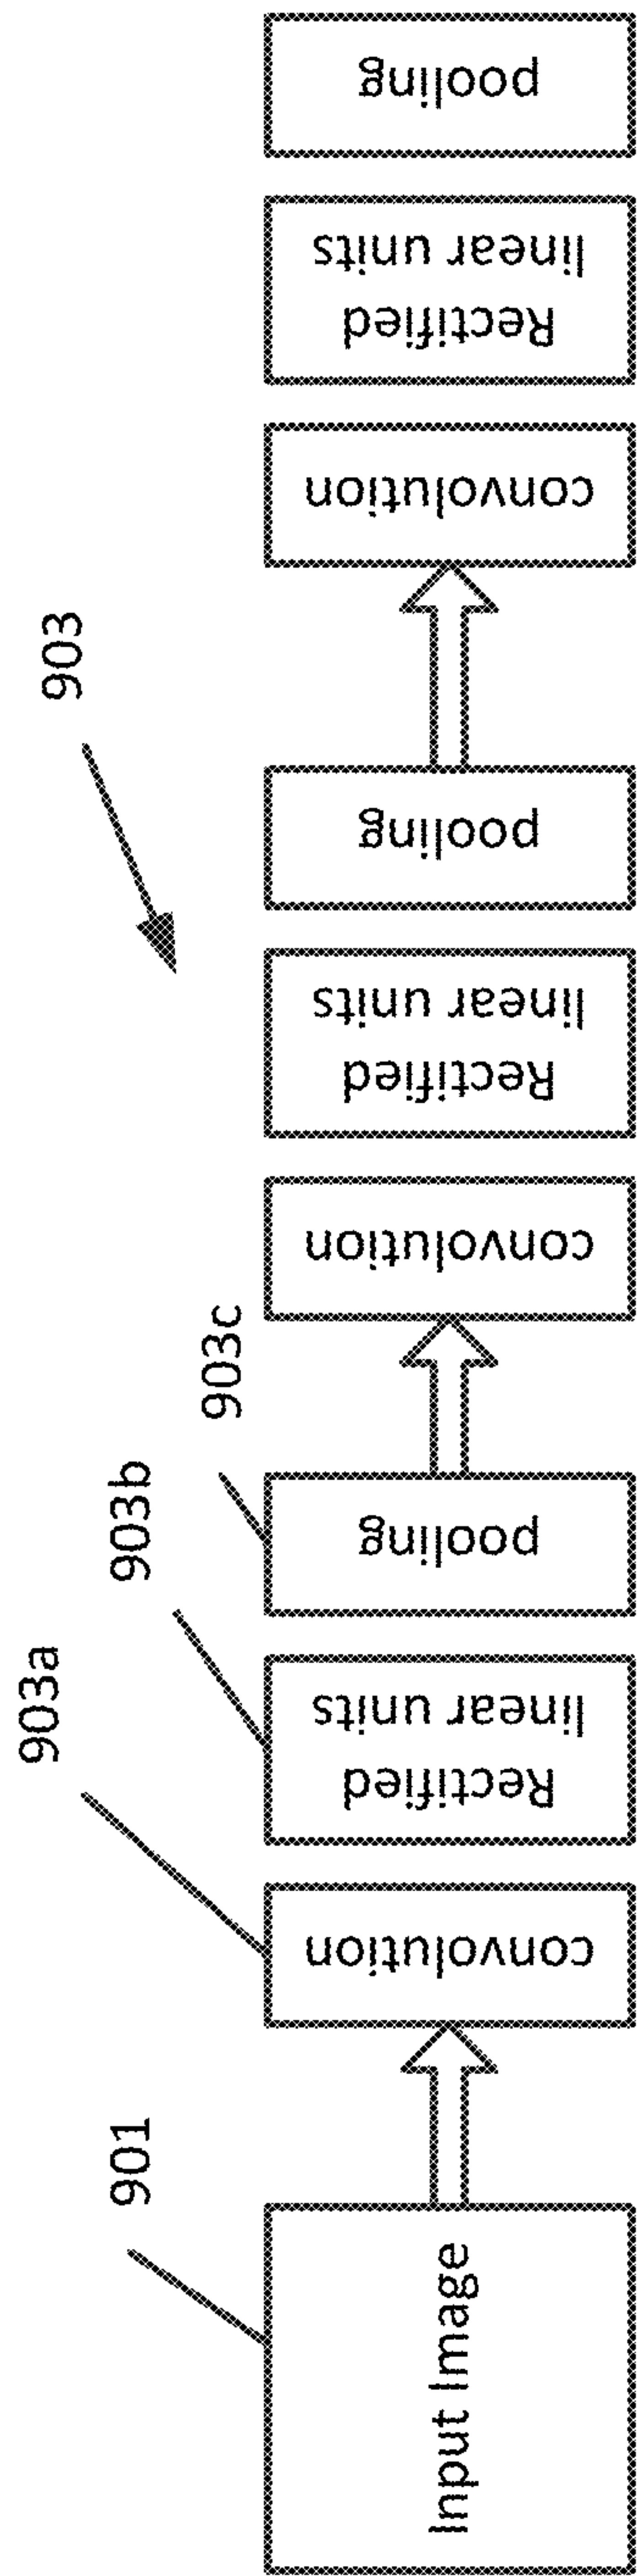 901
903a
903b
903c
903
Input Image
convolution
Rectified
linear units
pooling
convolution
Rectified
linear units
pooling
convolution
Rectified
linear units
pooling